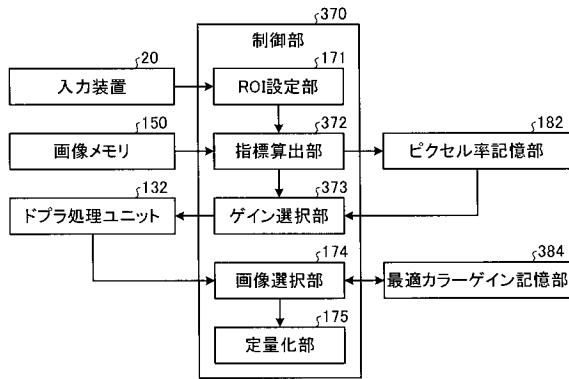 370
制御部
20
入力装置
171
ROI設定部
150
画像メモリ
372
指標算出部
182
ピクセル率記憶部
132
ドプラ処理ユニット
373
ゲイン選択部
174
画像選択部
384
最適カラーゲイン記憶部
175
定量化部